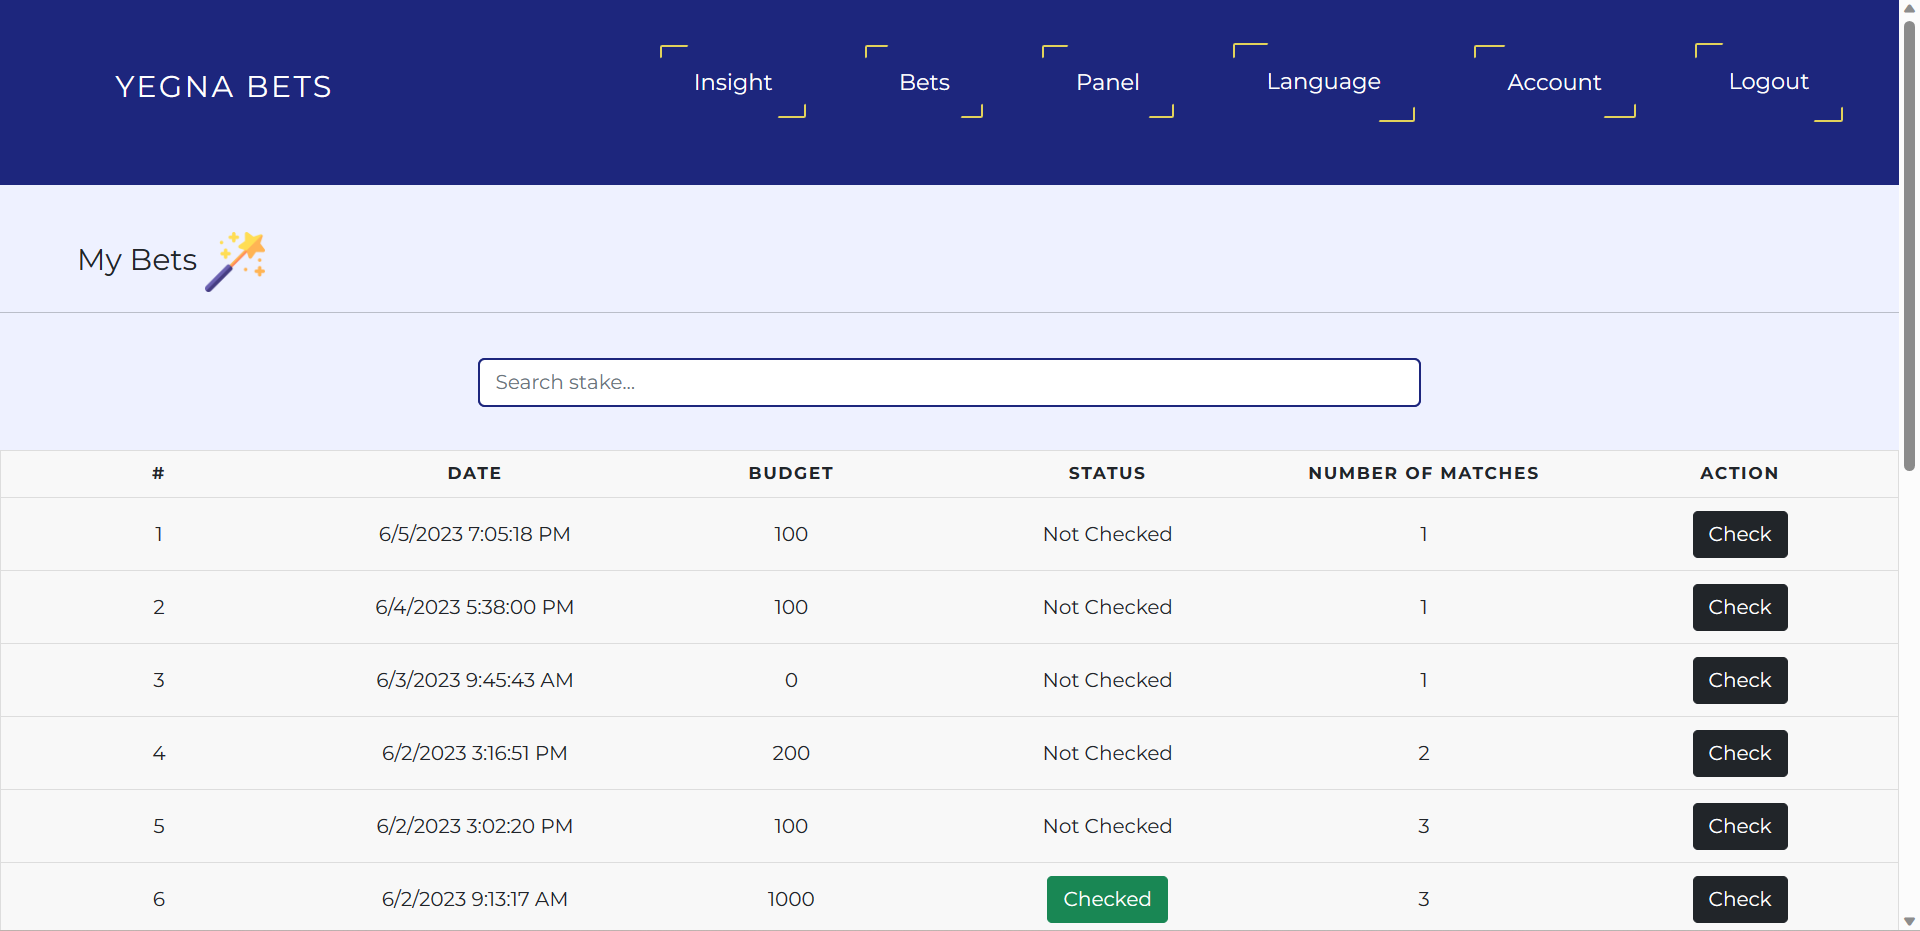 YEGNA BETS Insight Bets Panel Language Account Logout
My Bets
Search stake...
# DATE BUDGET STATUS NUMBER OF MATCHES ACTION
1 6/5/2023 7:05:18 PM 100 Not Checked 1 Check
2 6/4/2023 5:38:00 PM 100 Not Checked 1 Check
3 6/3/2023 9:45:43 AM 0 Not Checked 1 Check
4 6/2/2023 3:16:51 PM 200 Not Checked 2 Check
5 6/2/2023 3:02:20 PM 100 Not Checked 3 Check
6 6/2/2023 9:13:17 AM 1000 Checked 3 Check